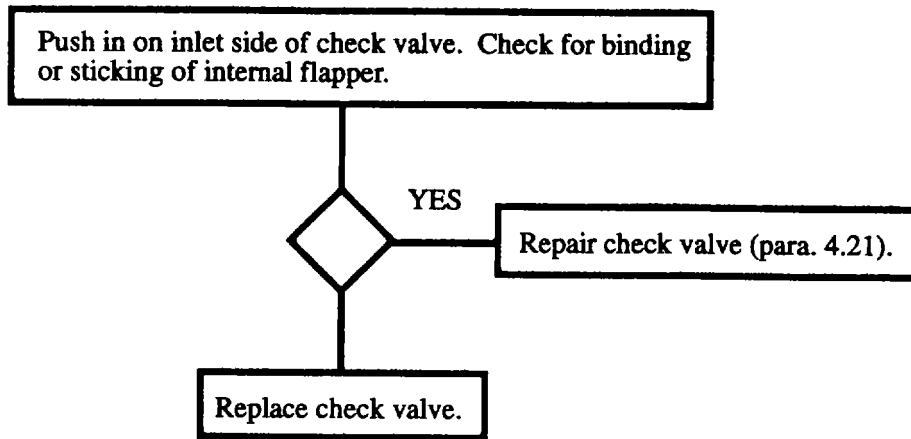 Push in on inlet side of check valve. Check for binding
or sticking of internal flapper.
YES
Repair check valve (para. 4.21).
Replace check valve.